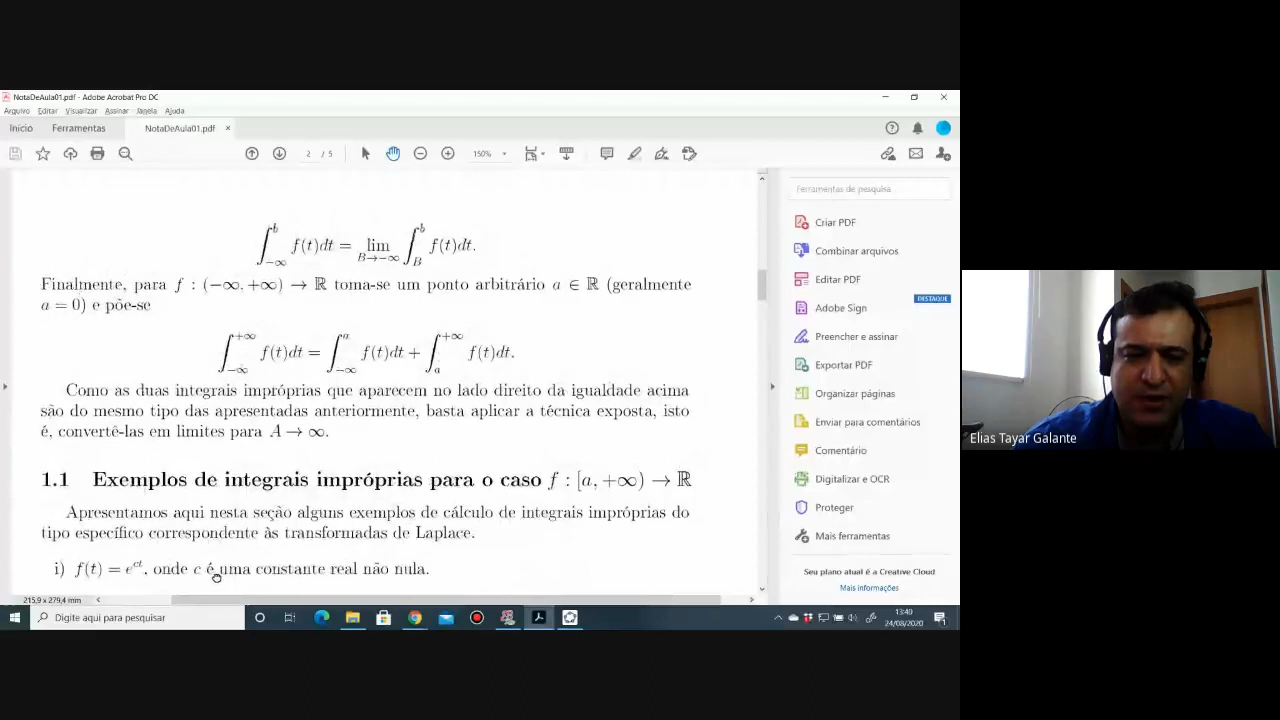 NotaDeAula01.pdf - Adobe Acrobat Pro DC
Arquivo Editar Visualizar Assinar Janela Ajuda
Início Ferramentas NotaDeAula01.pdf ×
2 / 5 150%
∫_{-∞}^{b} f(t)dt = lim_{B→-∞} ∫_{B}^{b} f(t)dt.
Finalmente, para f : (−∞, +∞) → ℝ toma-se um ponto arbitrário a ∈ ℝ (geralmente
a = 0) e põe-se
∫_{-∞}^{+∞} f(t)dt = ∫_{-∞}^{a} f(t)dt + ∫_{a}^{+∞} f(t)dt.
Como as duas integrais impróprias que aparecem no lado direito da igualdade acima
são do mesmo tipo das apresentadas anteriormente, basta aplicar a técnica exposta, isto
é, convertê-las em limites para A → ∞.
1.1 Exemplos de integrais impróprias para o caso f : [a, +∞) → ℝ
Apresentamos aqui nesta seção alguns exemplos de cálculo de integrais impróprias do
tipo específico correspondente às transformadas de Laplace.
i) f(t) = e^{ct}, onde c é uma constante real não nula.
215,9 x 279,4 mm
Ferramentas de pesquisa
Criar PDF
Combinar arquivos
Editar PDF
DESTAQUE
Adobe Sign
Preencher e assinar
Exportar PDF
Organizar páginas
Enviar para comentários
Comentário
Digitalizar e OCR
Proteger
Mais ferramentas
Seu plano atual é a Creative Cloud
Mais informações
Elias Tayar Galante
Digite aqui para pesquisar
13:40
24/08/2020